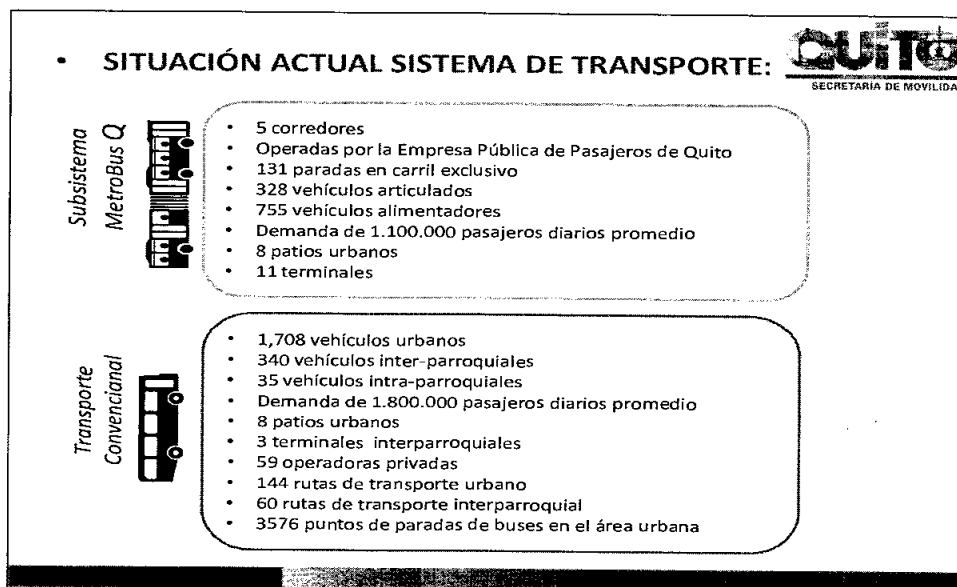 • SITUACIÓN ACTUAL SISTEMA DE TRANSPORTE:
QUITO
SECRETARÍA DE MOVILIDA
Subsistema
MetroBus Q
• 5 corredores
• Operadas por la Empresa Pública de Pasajeros de Quito
• 131 paradas en carril exclusivo
• 328 vehículos articulados
• 755 vehículos alimentadores
• Demanda de 1.100.000 pasajeros diarios promedio
• 8 patios urbanos
• 11 terminales
Transporte
Convencianal
• 1,708 vehículos urbanos
• 340 vehículos inter-parroquiales
• 35 vehículos intra-parroquiales
• Demanda de 1.800.000 pasajeros diarios promedio
• 8 patios urbanos
• 3 terminales interparroquiales
• 59 operadoras privadas
• 144 rutas de transporte urbano
• 60 rutas de transporte interparroquial
• 3576 puntos de paradas de buses en el área urbana